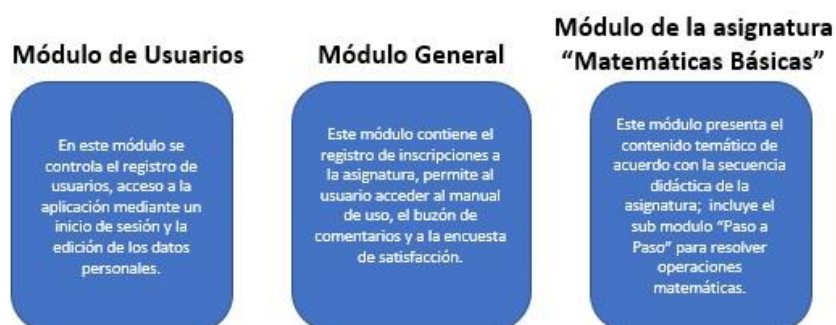 Módulo de Usuarios
En este módulo se
controla el registro de
usuarios, acceso a la
aplicación mediante un
inicio de sesión y la
edición de los datos
personales.
Módulo General
Este módulo contiene el
registro de inscripciones a
la asignatura, permite al
usuario acceder al manual
de uso, el buzón de
comentarios y a la encuesta
de satisfacción.
Módulo de la asignatura
“Matemáticas Básicas”
Este módulo presenta el
contenido temático de
acuerdo con la secuencia
didáctica de la
asignatura; incluye el
sub modulo “Paso a
Paso” para resolver
operaciones
matemáticas.